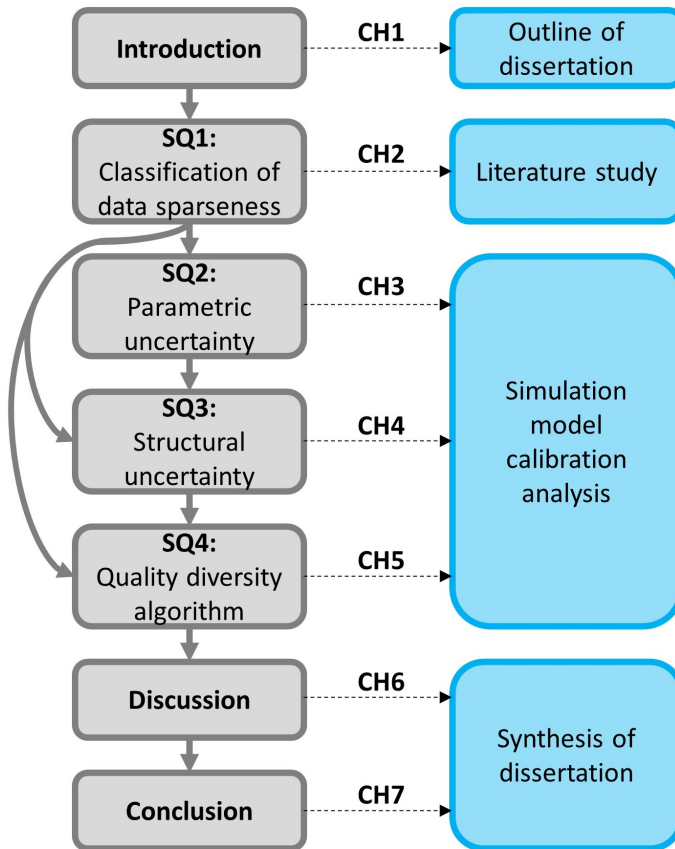 Introduction
CH1
Outline of
dissertation
SQ1:
Classification of
data sparseness
CH2
Literature study
SQ2:
Parametric
uncertainty
CH3
SQ3:
Structural
uncertainty
CH4
SQ4:
Quality diversity
algorithm
CH5
Simulation
model
calibration
analysis
Discussion
CH6
Conclusion
CH7
Synthesis of
dissertation